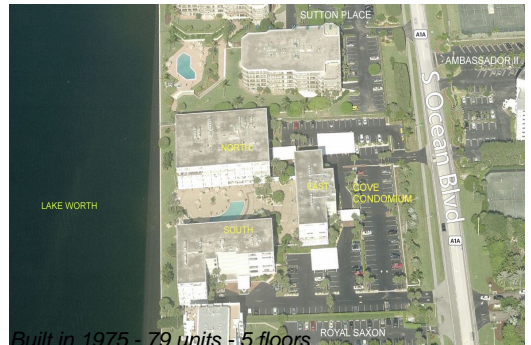 SUTTON PLACE
A1A
AMBASSADOR II
S Ocean Blvd
NORTH
EAST
COVE
CONDOMIUM
LAKE WORTH
SOUTH
A1A
Built in 1975 - 79 units - 5 floors
ROYAL SAXON